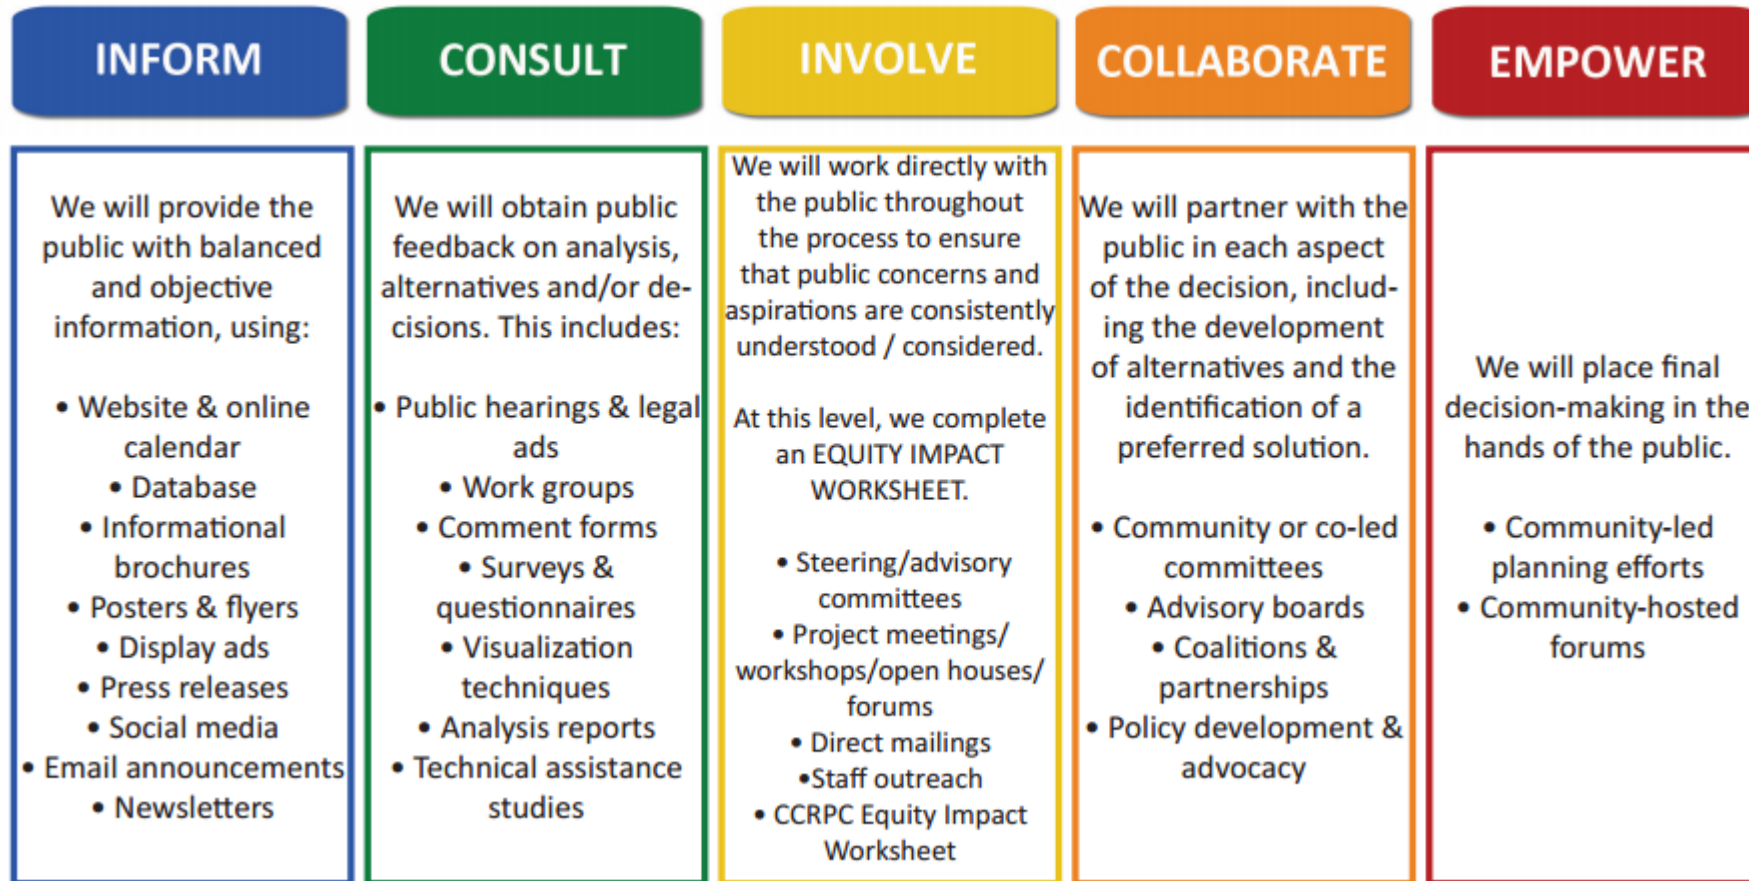 INFORM
We will provide the
public with balanced
and objective
information, using:
• Website & online
calendar
• Database
• Informational
brochures
• Posters & flyers
• Display ads
• Press releases
• Social media
• Email announcements
• Newsletters
CONSULT
We will obtain public
feedback on analysis,
alternatives and/or de-
cisions. This includes:
• Public hearings & legal
ads
• Work groups
• Comment forms
• Surveys &
questionnaires
• Visualization
techniques
• Analysis reports
• Technical assistance
studies
INVOLVE
We will work directly with
the public throughout
the process to ensure
that public concerns and
aspirations are consistently
understood / considered.
At this level, we complete
an EQUITY IMPACT
WORKSHEET.
• Steering/advisory
committees
• Project meetings/
workshops/open houses/
forums
• Direct mailings
•Staff outreach
• CCRPC Equity Impact
Worksheet
COLLABORATE
We will partner with the
public in each aspect
of the decision, includ-
ing the development
of alternatives and the
identification of a
preferred solution.
• Community or co-led
committees
• Advisory boards
• Coalitions &
partnerships
• Policy development &
advocacy
EMPOWER
We will place final
decision-making in the
hands of the public.
• Community-led
planning efforts
• Community-hosted
forums